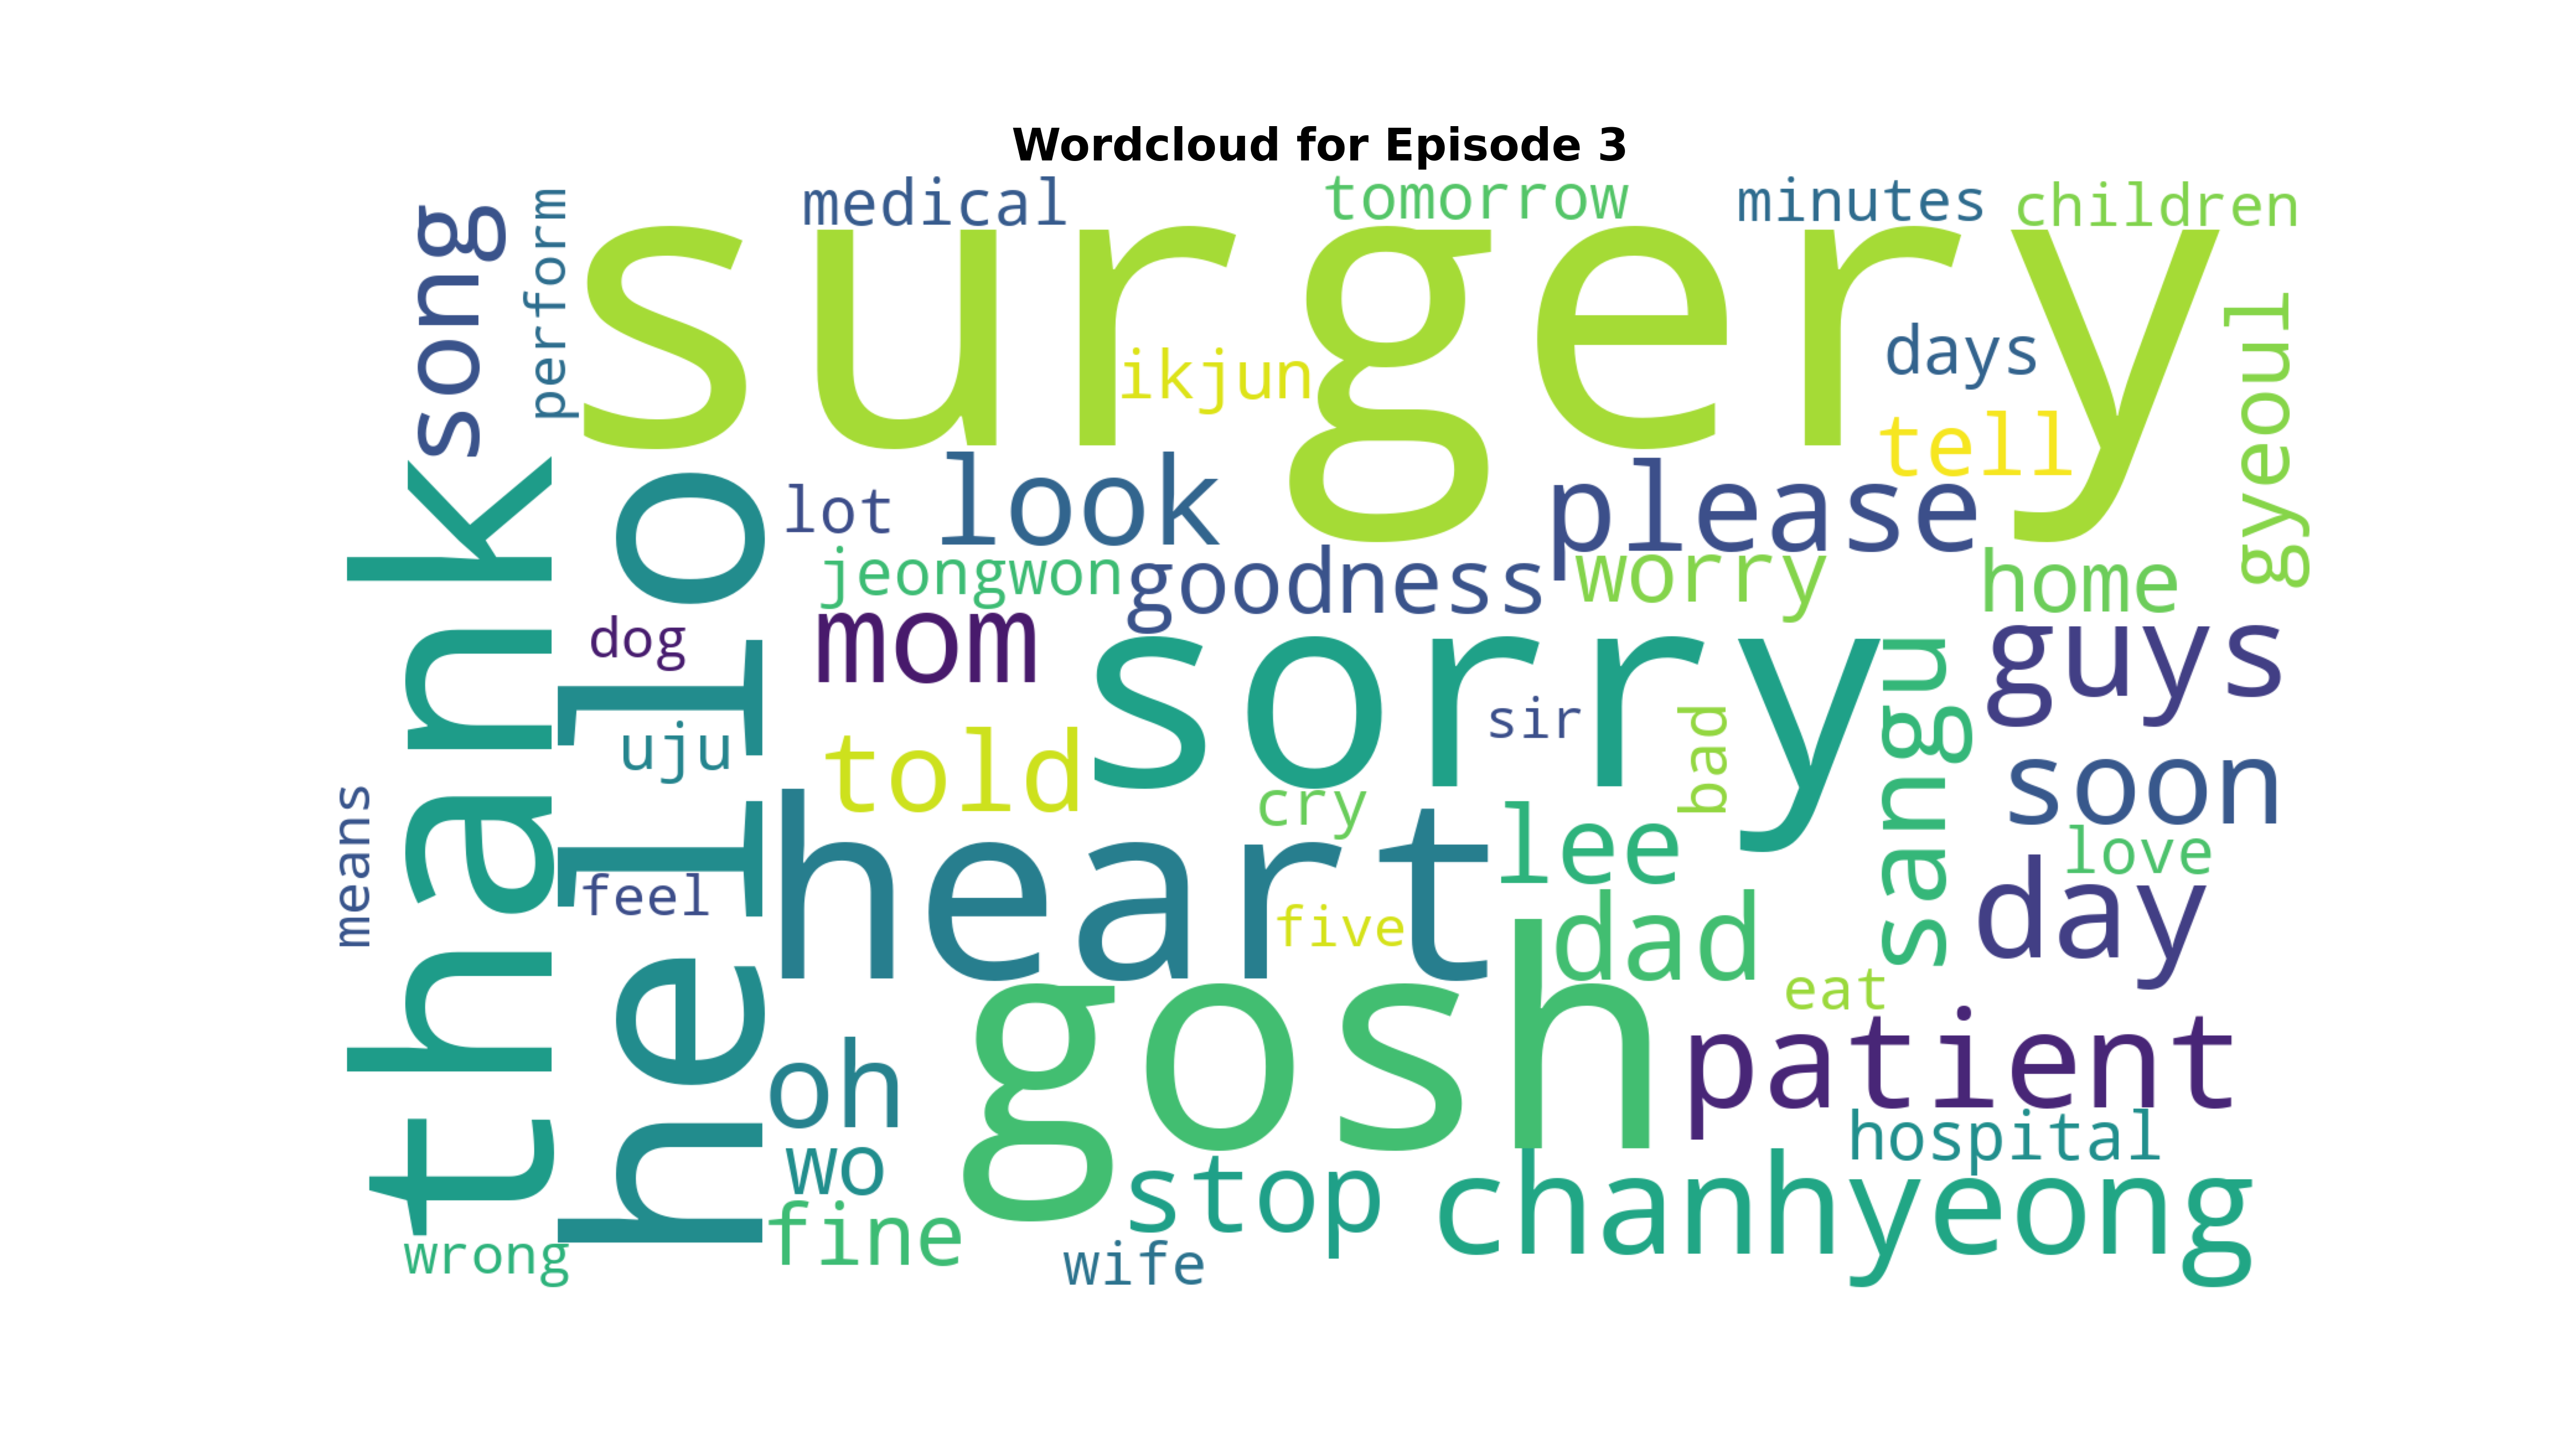 Wordcloud for Episode 3
medical
tomorrow
minutes
children
song
perform
surgery
ikjun
days
tell
gyeoul
thank
hello
lot
look
please
jeongwon
goodness
worry
home
dog
mom
sorry
sangu
guys
uju
told
sir
bad
soon
means
feel
heart
cry
lee
love
five
dad
day
eat
gosh
patient
oh
hospital
wo
stop
chanhyeong
fine
wrong
wife